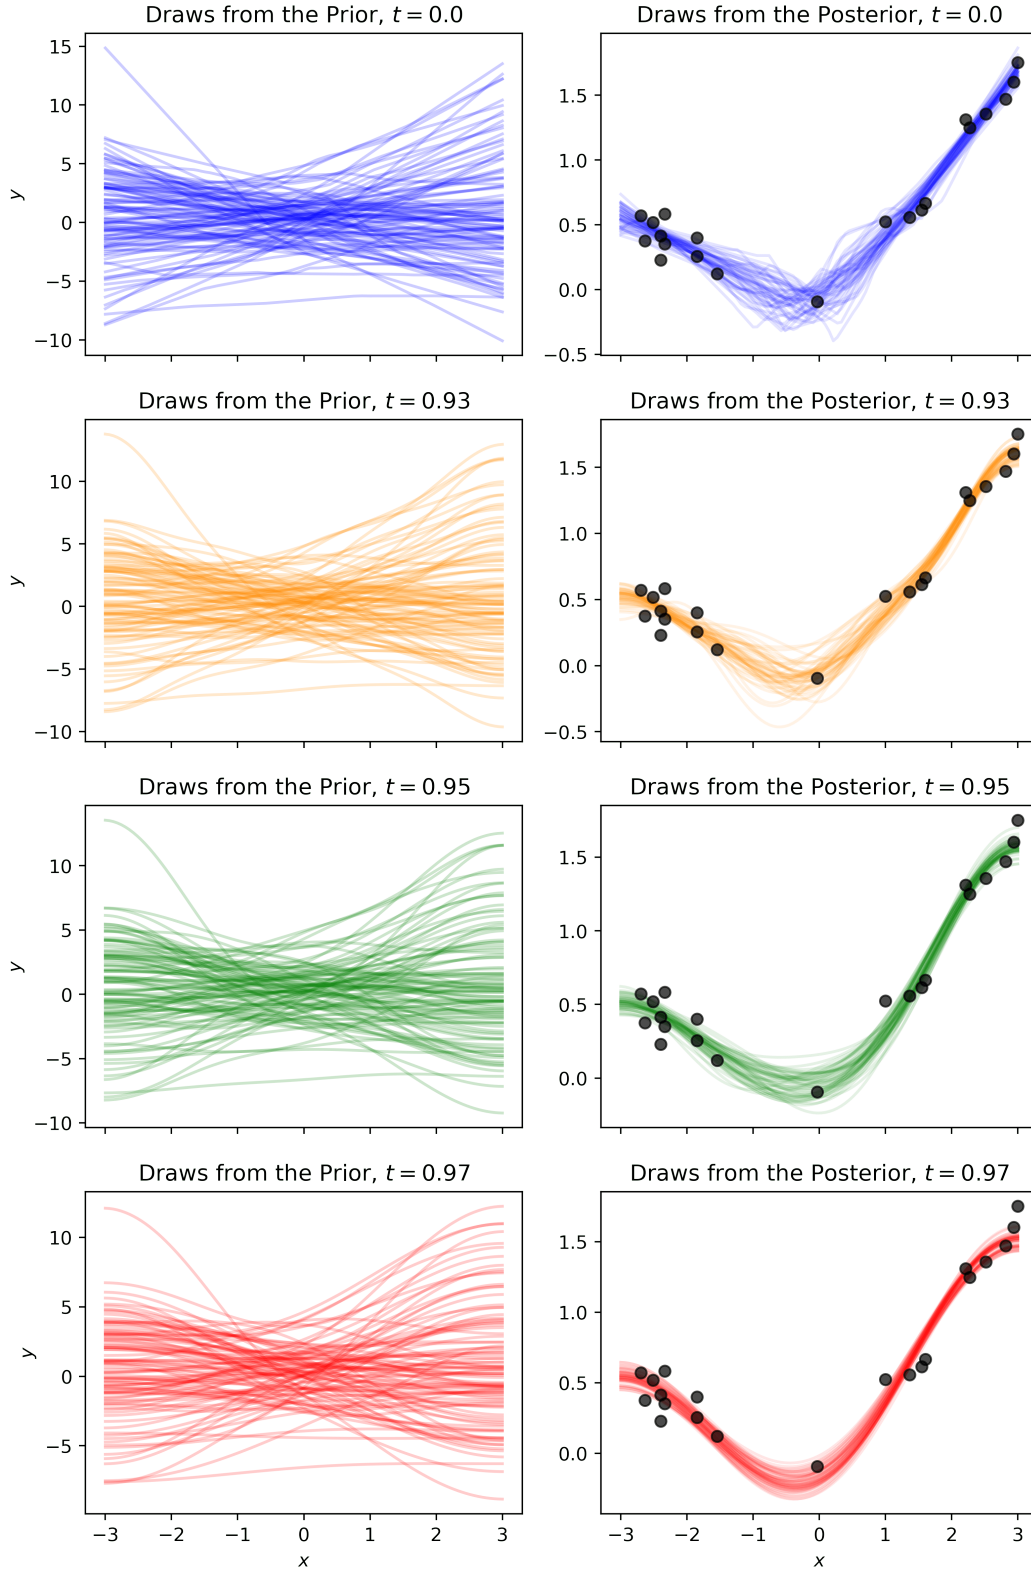 Draws from the Prior, t = 0.0
Draws from the Posterior, t = 0.0
15
10
5
0
−5
−10
y
1.5
1.0
0.5
0.0
−0.5
Draws from the Prior, t = 0.93
Draws from the Posterior, t = 0.93
10
5
0
−5
−10
y
1.5
1.0
0.5
0.0
−0.5
Draws from the Prior, t = 0.95
Draws from the Posterior, t = 0.95
10
5
0
−5
−10
y
1.5
1.0
0.5
0.0
Draws from the Prior, t = 0.97
Draws from the Posterior, t = 0.97
10
5
0
−5
y
1.5
1.0
0.5
0.0
−3 −2 −1 0 1 2 3
x
−3 −2 −1 0 1 2 3
x